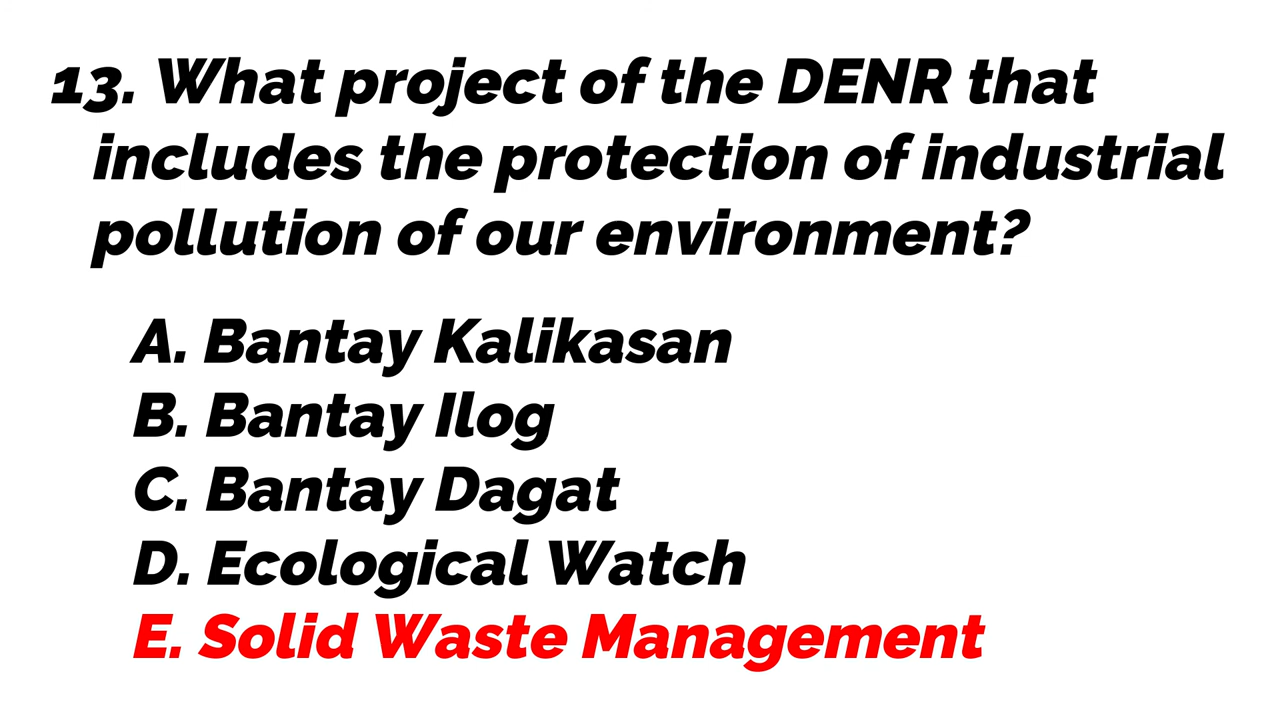 13. What project of the DENR that
includes the protection of industrial
pollution of our environment?
A. Bantay Kalikasan
B. Bantay Ilog
C. Bantay Dagat
D. Ecological Watch
E. Solid Waste Management